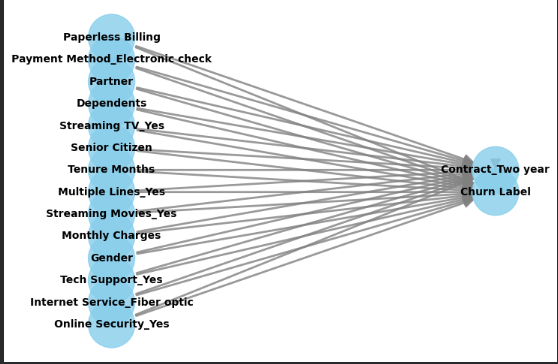 Paperless Billing
Payment Method_Electronic check
Partner
Dependents
Streaming TV_Yes
Senior Citizen
Tenure Months
Multiple Lines_Yes
Streaming Movies_Yes
Monthly Charges
Gender
Tech Support_Yes
Internet Service_Fiber optic
Online Security_Yes
Contract_Two year
Churn Label